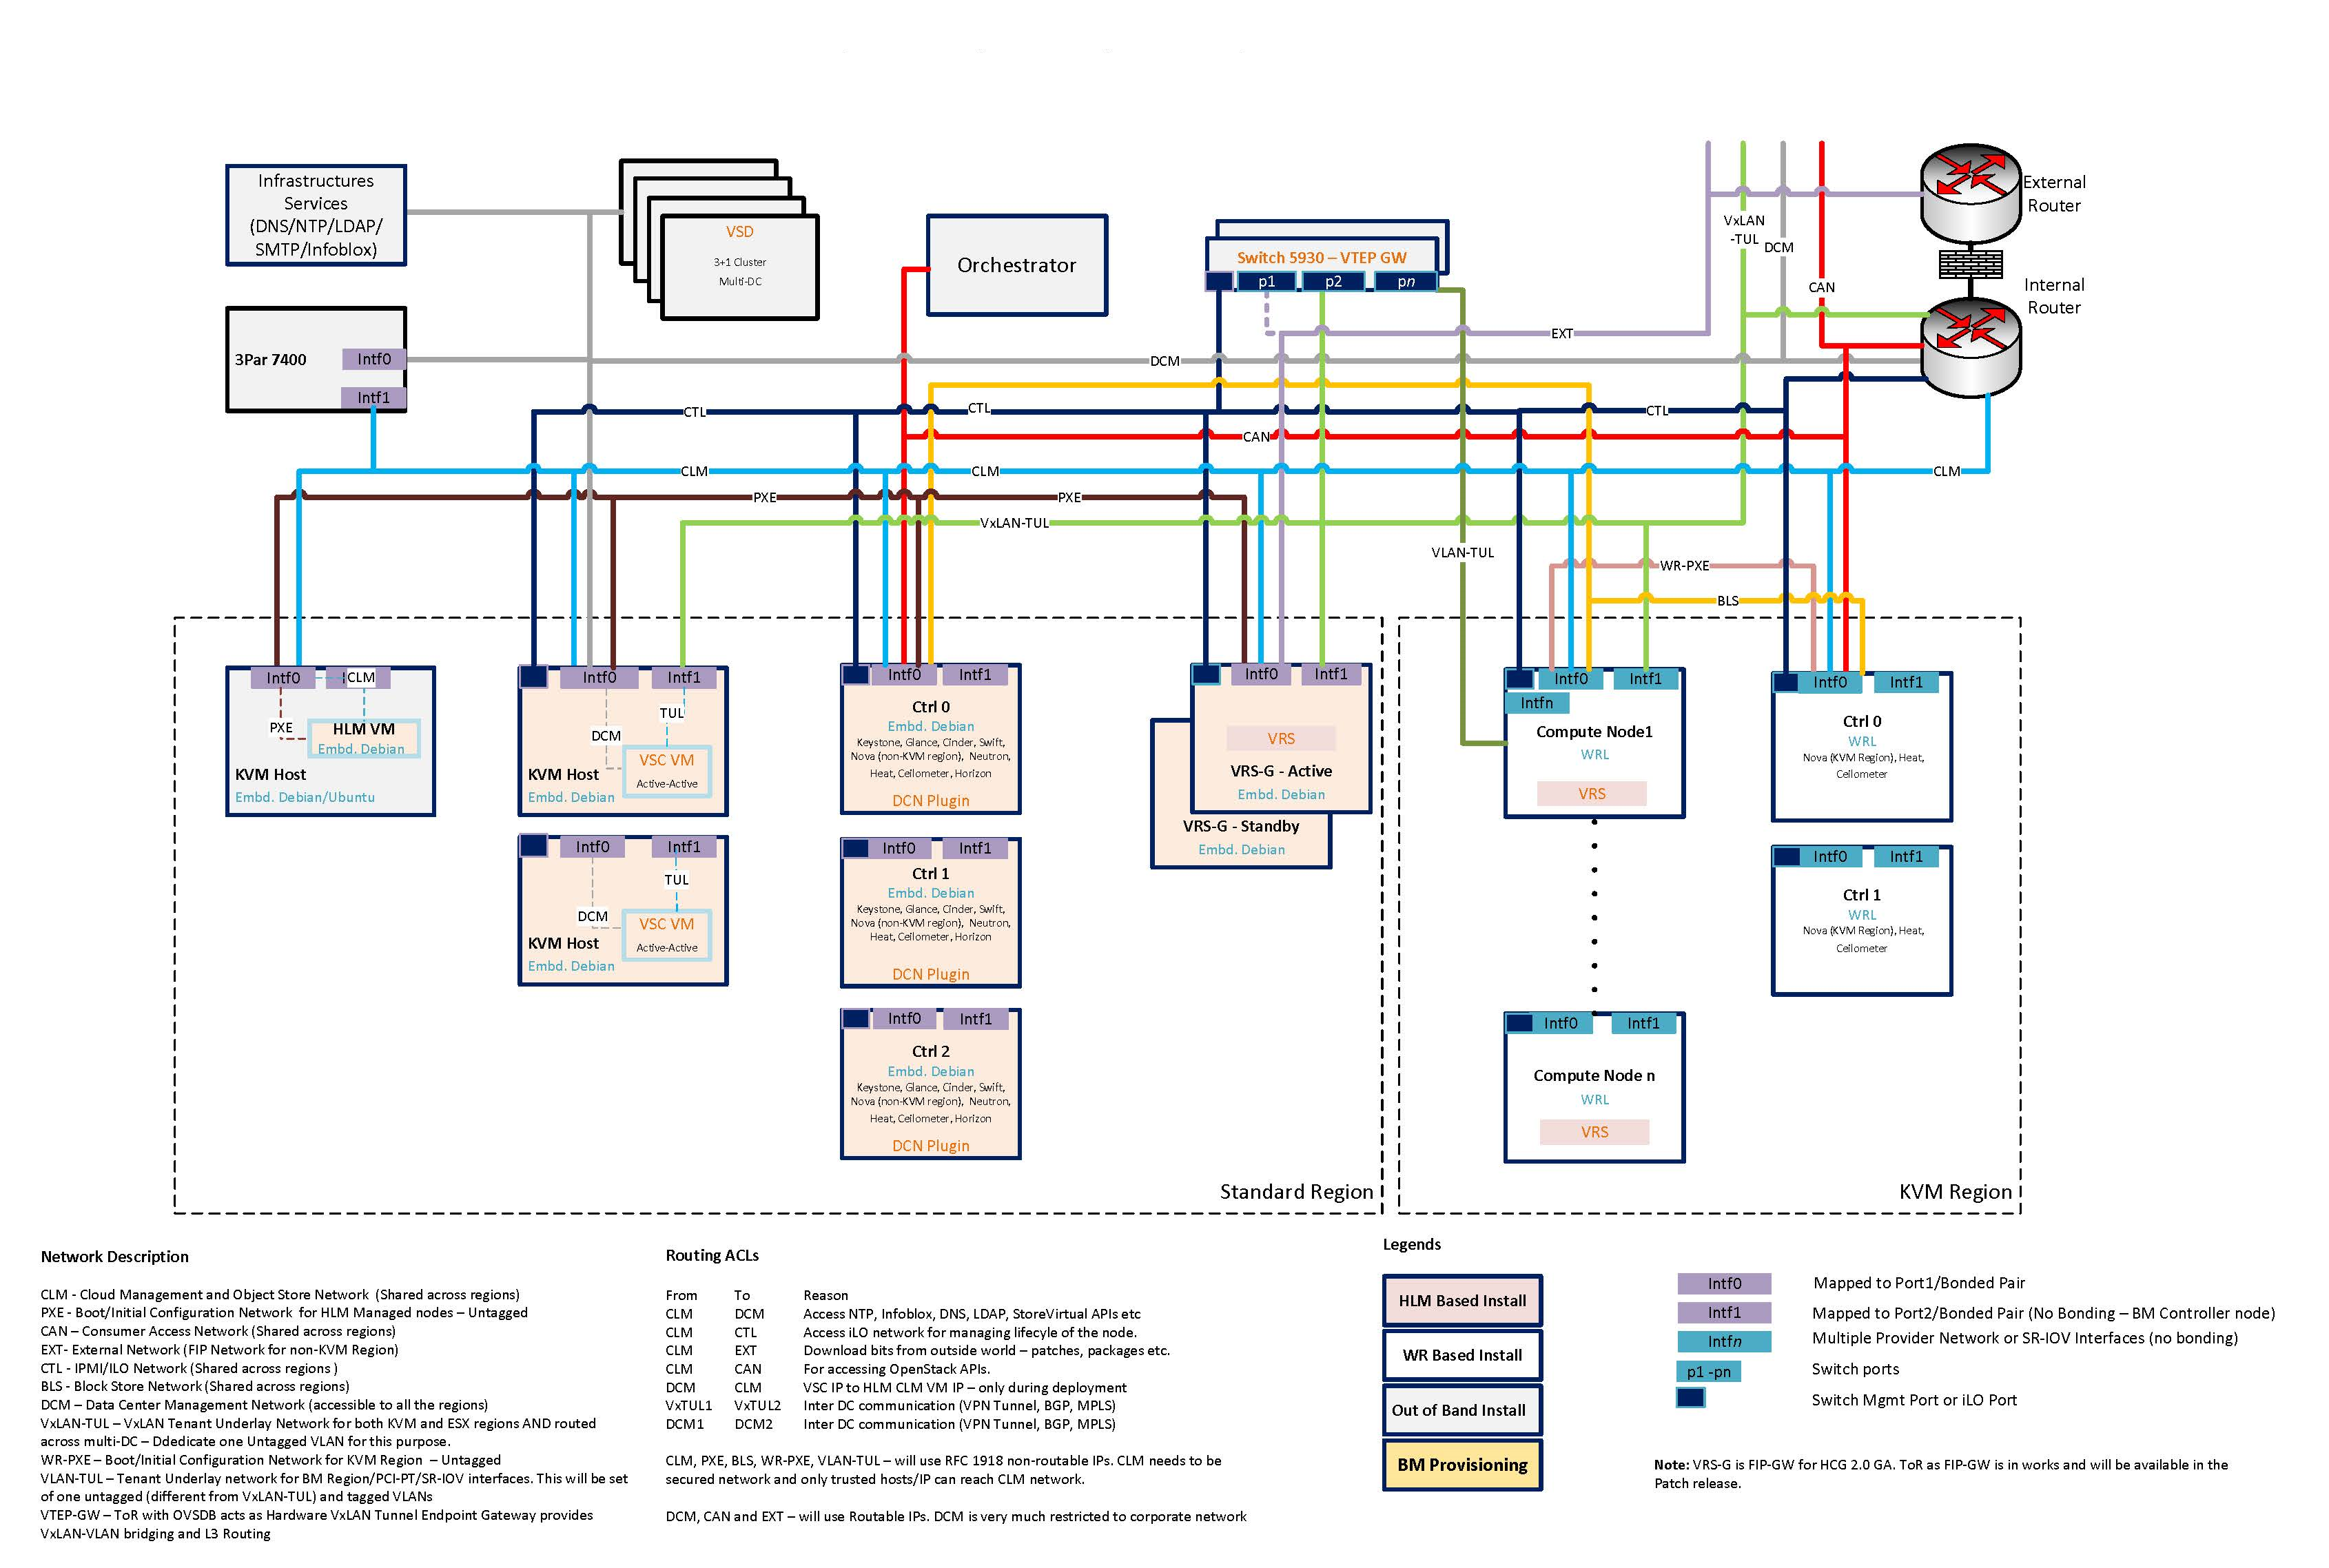 Infrastructures
Services
(DNS/NTP/LDAP/
SMTP/Infoblox)
VSD
3+1 Cluster
Multi-DC
Orchestrator
Switch 5930 – VTEP GW
p1
p2
pn
External
Router
VxLAN
-TUL
DCM
CAN
Internal
Router
3Par 7400
Intf0
Intf1
EXT
DCM
CTL
CTL
CTL
CAN
CLM
CLM
CLM
PXE
PXE
VxLAN-TUL
VLAN-TUL
WR-PXE
BLS
Intf0
CLM
PXE
HLM VM
Embd. Debian
KVM Host
Embd. Debian/Ubuntu
Intf0
Intf1
TUL
DCM
VSC VM
Active-Active
KVM Host
Embd. Debian
Intf0
Intf1
TUL
DCM
VSC VM
Active-Active
KVM Host
Embd. Debian
Intf0
Intf1
Ctrl 0
Embd. Debian
Keystone, Glance, Cinder, Swift,
Nova (non-KVM region), Neutron,
Heat, Ceilometer, Horizon
DCN Plugin
Intf0
Intf1
Ctrl 1
Embd. Debian
Keystone, Glance, Cinder, Swift,
Nova (non-KVM region), Neutron,
Heat, Ceilometer, Horizon
DCN Plugin
Intf0
Intf1
Ctrl 2
Embd. Debian
Keystone, Glance, Cinder, Swift,
Nova (non-KVM region), Neutron,
Heat, Ceilometer, Horizon
DCN Plugin
Intf0
Intf1
VRS
VRS-G - Active
Embd. Debian
VRS-G - Standby
Embd. Debian
Standard Region
Intf0
Intf1
Intfn
Compute Node1
WRL
VRS
Intf0
Intf1
Compute Node n
WRL
VRS
Intf0
Intf1
Ctrl 0
WRL
Nova (KVM Region), Heat,
Ceilometer
Intf0
Intf1
Ctrl 1
WRL
Nova (KVM Region), Heat,
Ceilometer
KVM Region
Network Description
CLM - Cloud Management and Object Store Network (Shared across regions)
PXE - Boot/Initial Configuration Network for HLM Managed nodes – Untagged
CAN – Consumer Access Network (Shared across regions)
EXT- External Network (FIP Network for non-KVM Region)
CTL - IPMI/ILO Network (Shared across regions )
BLS - Block Store Network (Shared across regions)
DCM – Data Center Management Network (accessible to all the regions)
VxLAN-TUL – VxLAN Tenant Underlay Network for both KVM and ESX regions AND routed
across multi-DC – Ddedicate one Untagged VLAN for this purpose.
WR-PXE – Boot/Initial Configuration Network for KVM Region – Untagged
VLAN-TUL – Tenant Underlay network for BM Region/PCI-PT/SR-IOV interfaces. This will be set
of one untagged (different from VxLAN-TUL) and tagged VLANs
VTEP-GW – ToR with OVSDB acts as Hardware VxLAN Tunnel Endpoint Gateway provides
VxLAN-VLAN bridging and L3 Routing
Routing ACLs
From To Reason
CLM DCM Access NTP, Infoblox, DNS, LDAP, StoreVirtual APIs etc
CLM CTL Access iLO network for managing lifecyle of the node.
CLM EXT Download bits from outside world – patches, packages etc.
CLM CAN For accessing OpenStack APIs.
DCM CLM VSC IP to HLM CLM VM IP – only during deployment
VxTUL1 VxTUL2 Inter DC communication (VPN Tunnel, BGP, MPLS)
DCM1 DCM2 Inter DC communication (VPN Tunnel, BGP, MPLS)
CLM, PXE, BLS, WR-PXE, VLAN-TUL – will use RFC 1918 non-routable IPs. CLM needs to be
secured network and only trusted hosts/IP can reach CLM network.
DCM, CAN and EXT – will use Routable IPs. DCM is very much restricted to corporate network
Legends
HLM Based Install
WR Based Install
Out of Band Install
BM Provisioning
Intf0 Mapped to Port1/Bonded Pair
Intf1 Mapped to Port2/Bonded Pair (No Bonding – BM Controller node)
Intfn Multiple Provider Network or SR-IOV Interfaces (no bonding)
p1 -pn Switch ports
Switch Mgmt Port or iLO Port
Note: VRS-G is FIP-GW for HCG 2.0 GA. ToR as FIP-GW is in works and will be available in the
Patch release.